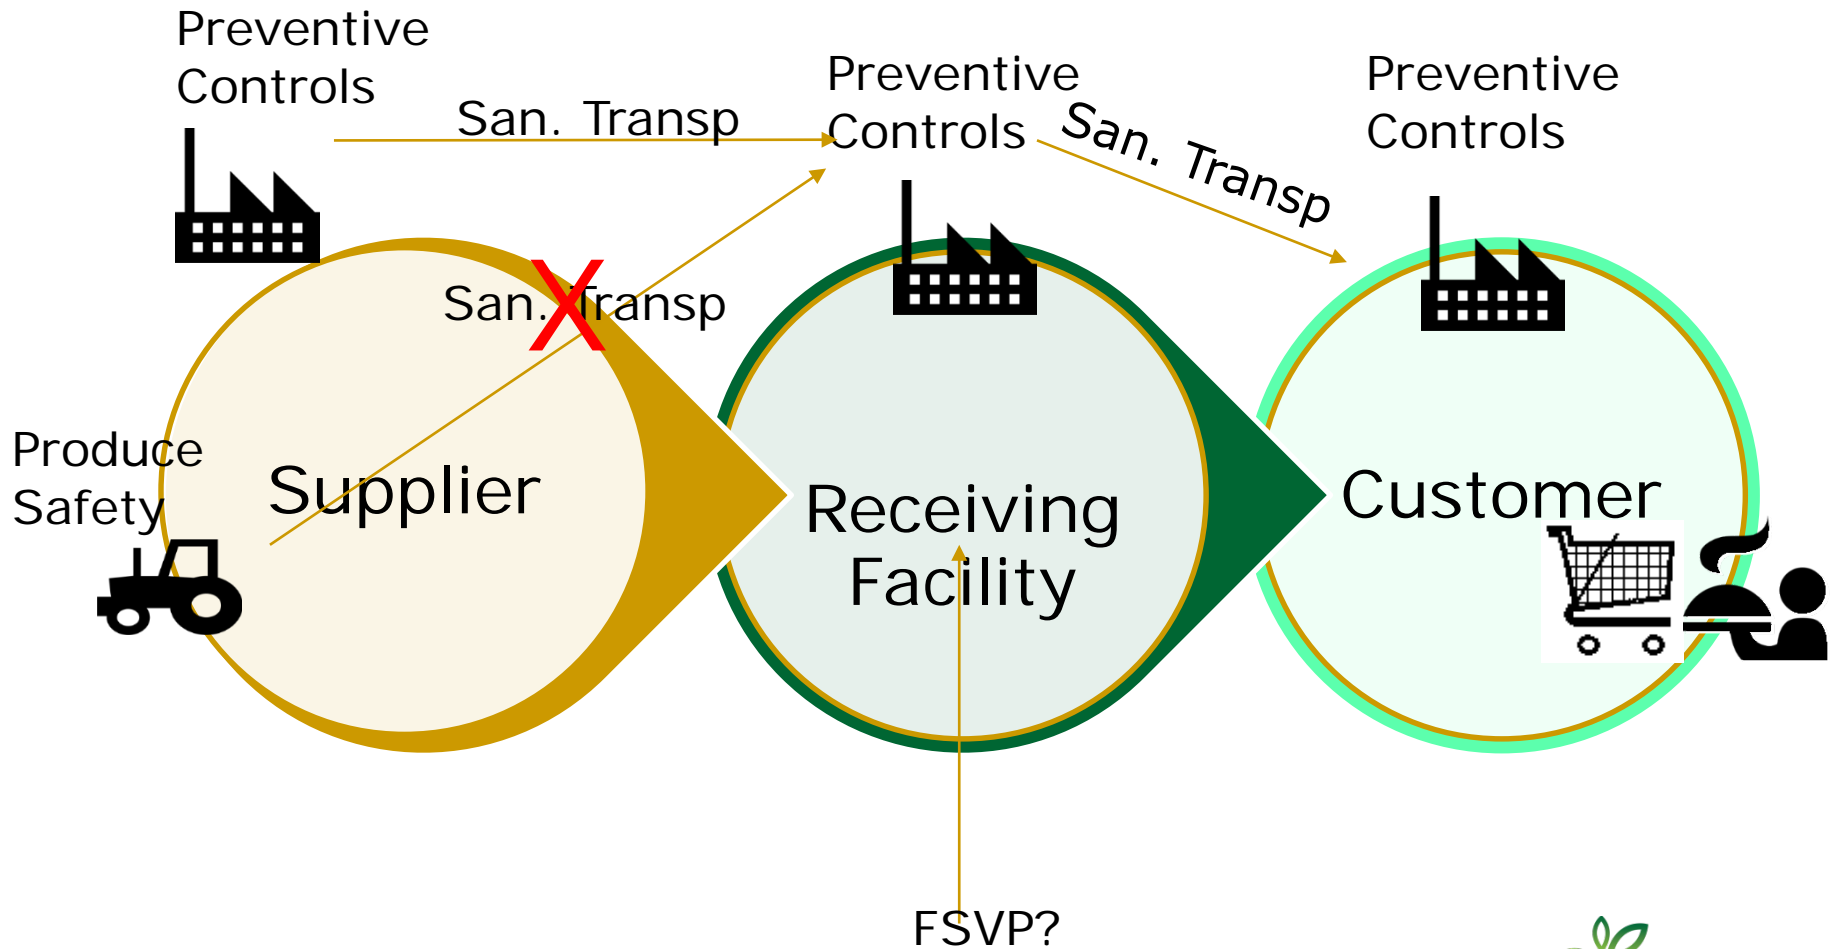 Preventive
Controls
San. Transp
Preventive
Controls
San. Transp
Preventive
Controls
San. Transp
X
Produce
Safety
Supplier
Receiving
Facility
Customer
FSVP?